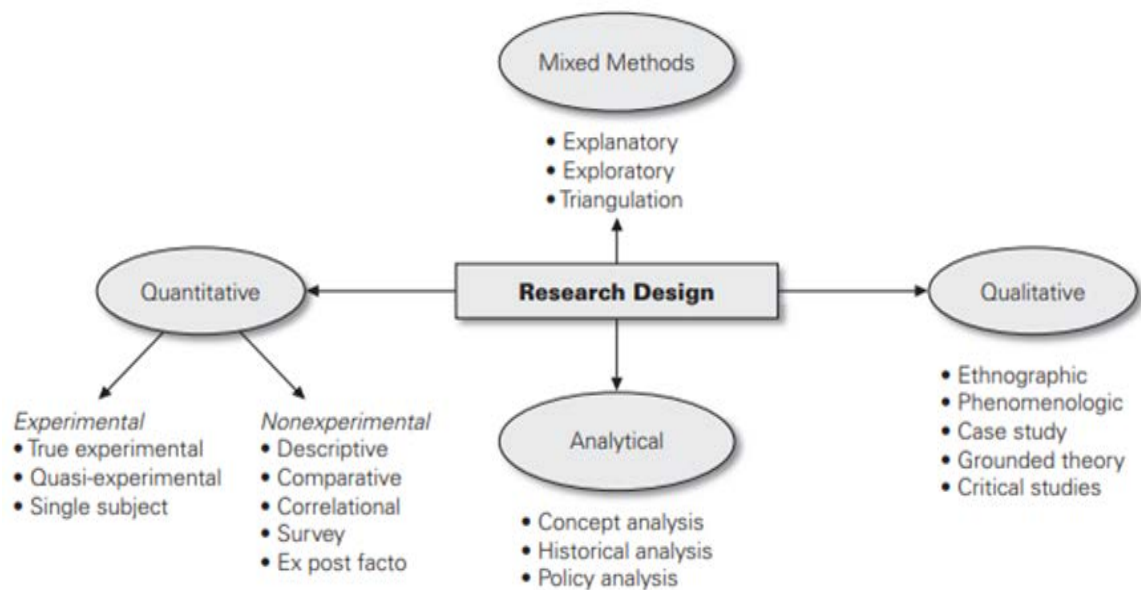 Mixed Methods
• Explanatory
• Exploratory
• Triangulation
Quantitative
Research Design
Qualitative
Experimental
• True experimental
• Quasi-experimental
• Single subject
Nonexperimental
• Descriptive
• Comparative
• Correlational
• Survey
• Ex post facto
Analytical
• Concept analysis
• Historical analysis
• Policy analysis
• Ethnographic
• Phenomenologic
• Case study
• Grounded theory
• Critical studies